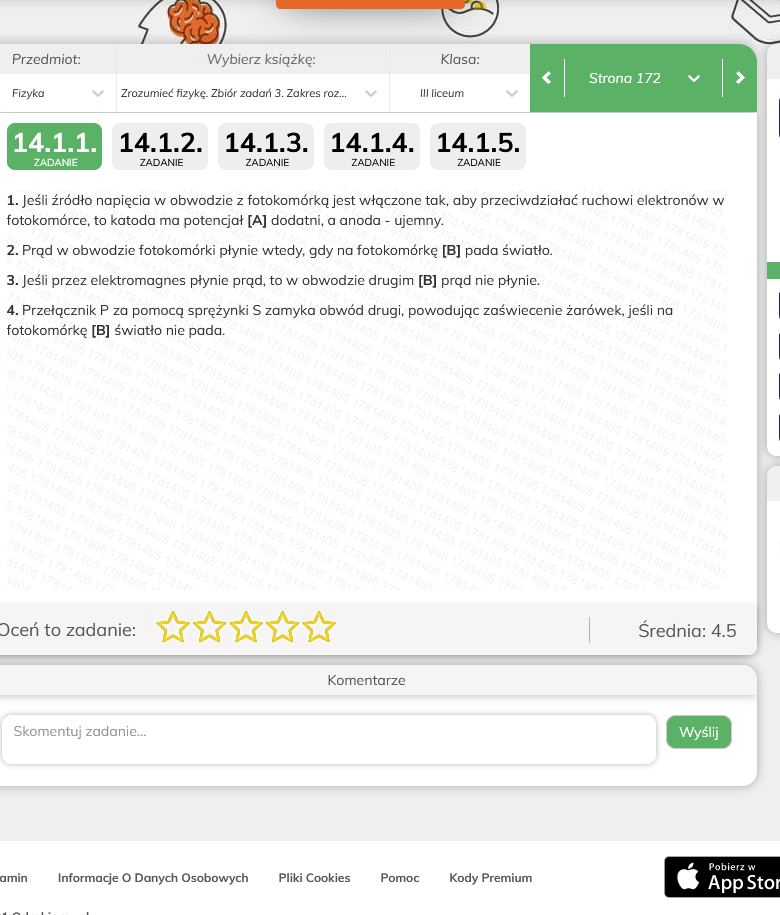 Przedmiot:
Wybierz książkę:
Klasa:
Fizyka
Zrozumieć fizykę. Zbiór zadań 3. Zakres roz...
III liceum
Strona 172
14.1.1.
ZADANIE
14.1.2.
ZADANIE
14.1.3.
ZADANIE
14.1.4.
ZADANIE
14.1.5.
ZADANIE
1. Jeśli źródło napięcia w obwodzie z fotokomórką jest włączone tak, aby przeciwdziałać ruchowi elektronów w
fotokomórce, to katoda ma potencjał [A] dodatni, a anoda - ujemny.
2. Prąd w obwodzie fotokomórki płynie wtedy, gdy na fotokomórkę [B] pada światło.
3. Jeśli przez elektromagnes płynie prąd, to w obwodzie drugim [B] prąd nie płynie.
4. Przełącznik P za pomocą sprężynki S zamyka obwód drugi, powodując zaświecenie żarówek, jeśli na
fotokomórkę [B] światło nie pada.
Oceń to zadanie:
Średnia: 4.5
Komentarze
Skomentuj zadanie...
Wyślij
amin
Informacje O Danych Osobowych
Pliki Cookies
Pomoc
Kody Premium
Pobierz w
App Stor